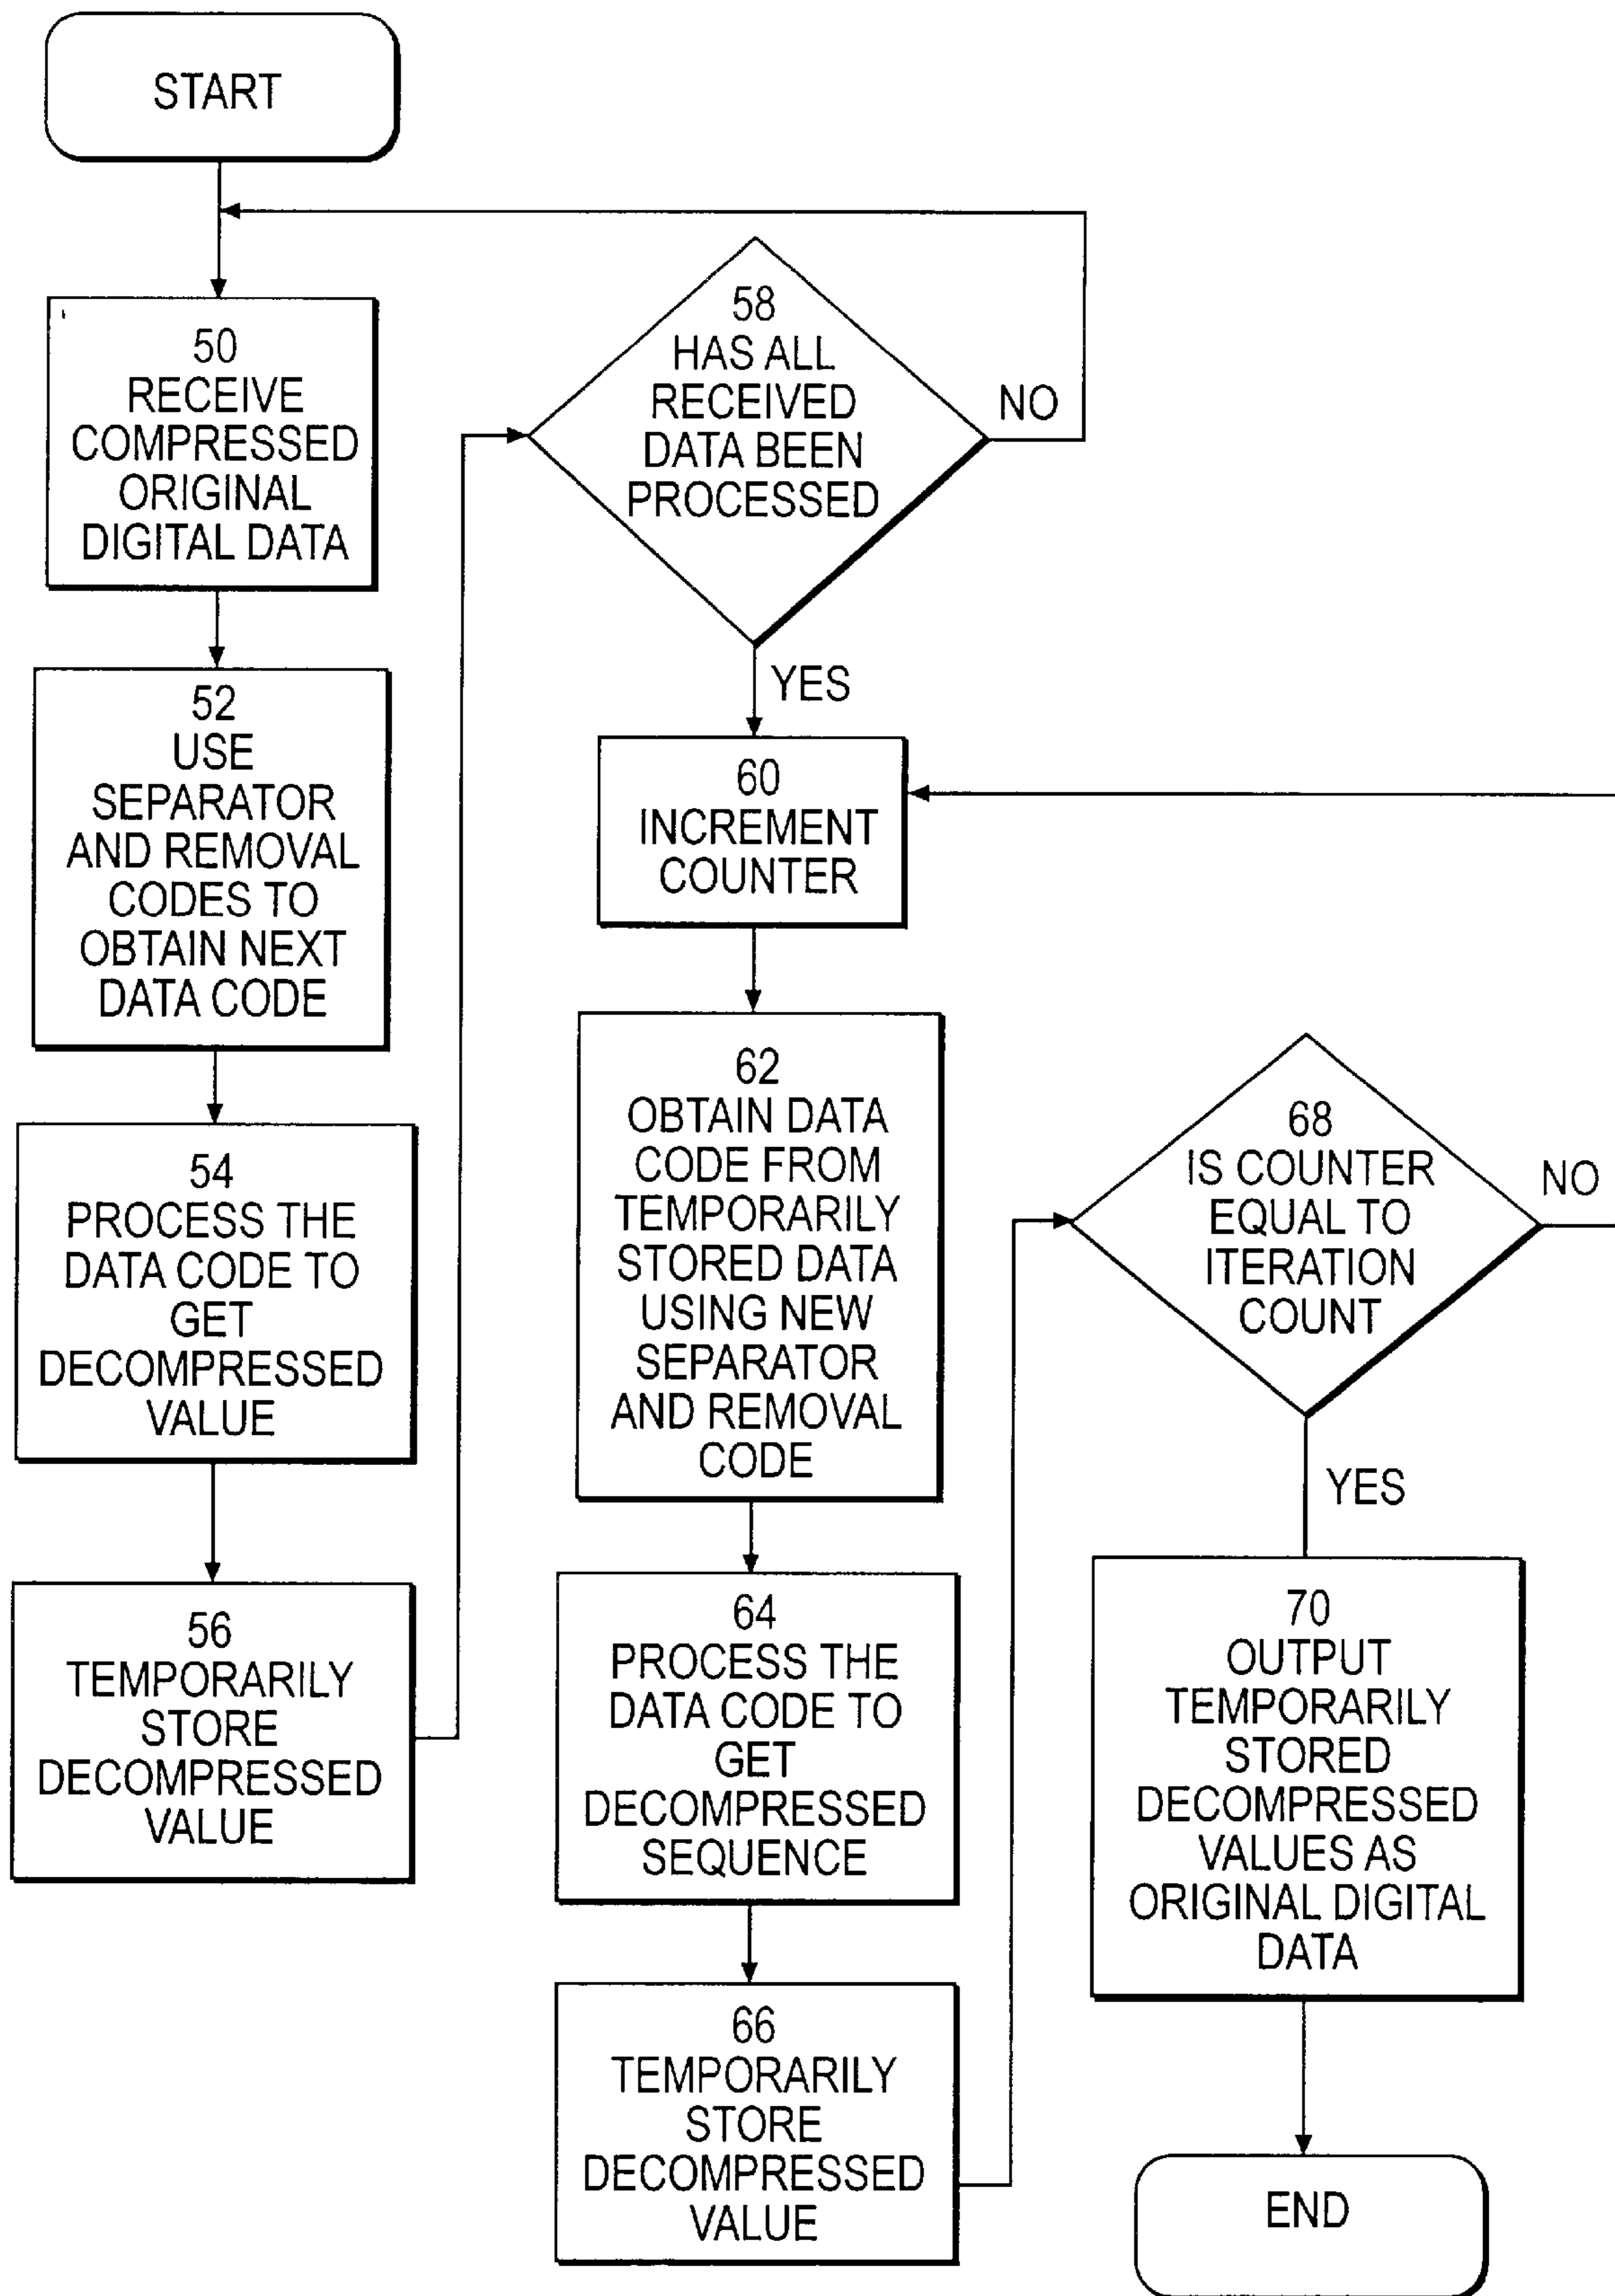 START
50
RECEIVE
COMPRESSED
ORIGINAL
DIGITAL DATA
52
USE
SEPARATOR
AND REMOVAL
CODES TO
OBTAIN NEXT
DATA CODE
54
PROCESS THE
DATA CODE TO
GET
DECOMPRESSED
VALUE
56
TEMPORARILY
STORE
DECOMPRESSED
VALUE
58
HAS ALL
RECEIVED
DATA BEEN
PROCESSED
NO
YES
60
INCREMENT
COUNTER
62
OBTAIN DATA
CODE FROM
TEMPORARILY
STORED DATA
USING NEW
SEPARATOR
AND REMOVAL
CODE
64
PROCESS THE
DATA CODE TO
GET
DECOMPRESSED
SEQUENCE
66
TEMPORARILY
STORE
DECOMPRESSED
VALUE
68
IS COUNTER
EQUAL TO
ITERATION
COUNT
NO
YES
70
OUTPUT
TEMPORARILY
STORED
DECOMPRESSED
VALUES AS
ORIGINAL DIGITAL
DATA
END